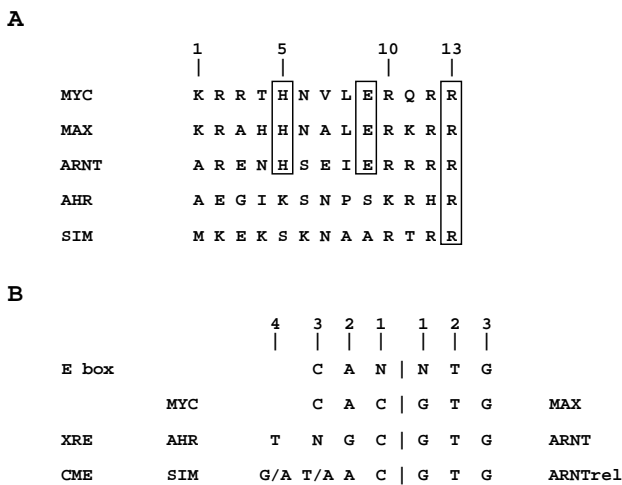 A
1 5 10 13
| | | |
MYC K R R T H N V L E R Q R R
MAX K R A H H N A L E R K R R
ARNT A R E N H S E I E R R R R
AHR A E G I K S N P S K R H R
SIM M K E K S K N A A R T R R
B
4 3 2 1 1 2 3
| | | | | | |
E box C A N | N T G
MYC C A C | G T G MAX
XRE AHR T N G C | G T G ARNT
CME SIM G/A T/A A C | G T G ARNTrel